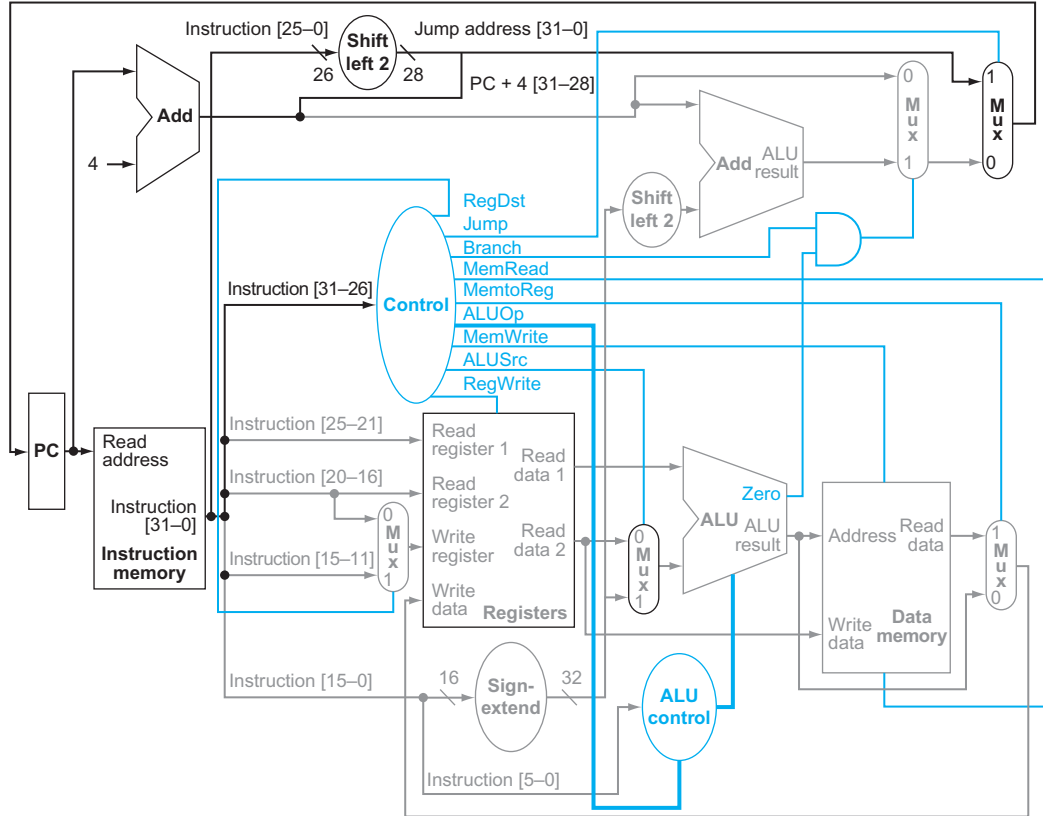 Instruction [25–0]
Shift
left 2
Jump address [31–0]
26
28
PC + 4 [31–28]
Add
4
0
M
u
x
1
1
M
u
x
0
Add
ALU
result
Shift
left 2
RegDst
Jump
Branch
MemRead
MemtoReg
ALUOp
MemWrite
ALUSrc
RegWrite
Instruction [31–26]
Control
PC
Read
address
Instruction
[31–0]
Instruction
memory
Instruction [25–21]
Instruction [20–16]
Instruction [15–11]
0
M
u
x
1
Read
register 1
Read
register 2
Write
register
Write
data
Read
data 1
Read
data 2
Registers
0
M
u
x
1
Zero
ALU
ALU
result
Address
Write
data
Read
data
Data
memory
1
M
u
x
0
Instruction [15–0]
16
Sign-
extend
32
ALU
control
Instruction [5–0]